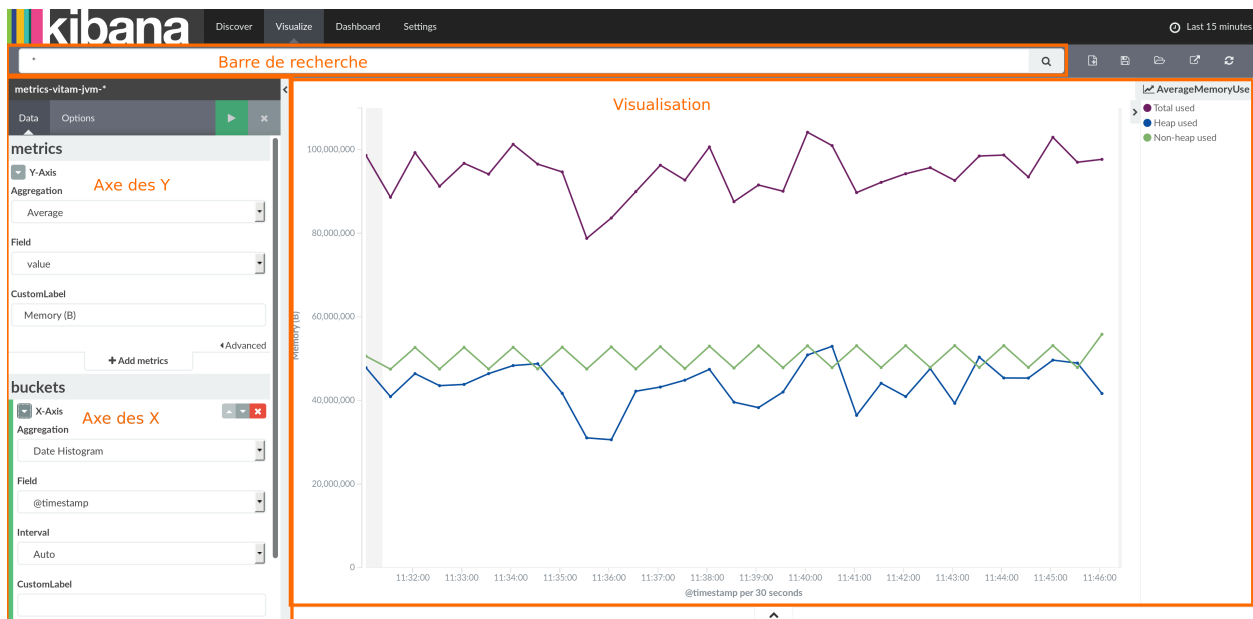 kibana
Discover Visualize Dashboard Settings Last 15 minutes
* Barre de recherche
metrics-vitam-jvm-*
Data Options
metrics
Y-Axis
Axe des Y
Aggregation
Average
Field
value
CustomLabel
Memory (B)
Advanced
Add metrics
buckets
X-Axis
Axe des X
Aggregation
Date Histogram
Field
@timestamp
Interval
Auto
CustomLabel
Visualisation
100,000,000
80,000,000
60,000,000
40,000,000
20,000,000
0
Memory (B)
11:32:00 11:33:00 11:34:00 11:35:00 11:36:00 11:37:00 11:38:00 11:39:00 11:40:00 11:41:00 11:42:00 11:43:00 11:44:00 11:45:00 11:46:00
@timestamp per 30 seconds
AverageMemoryUse
Total used
Heap used
Non-heap used